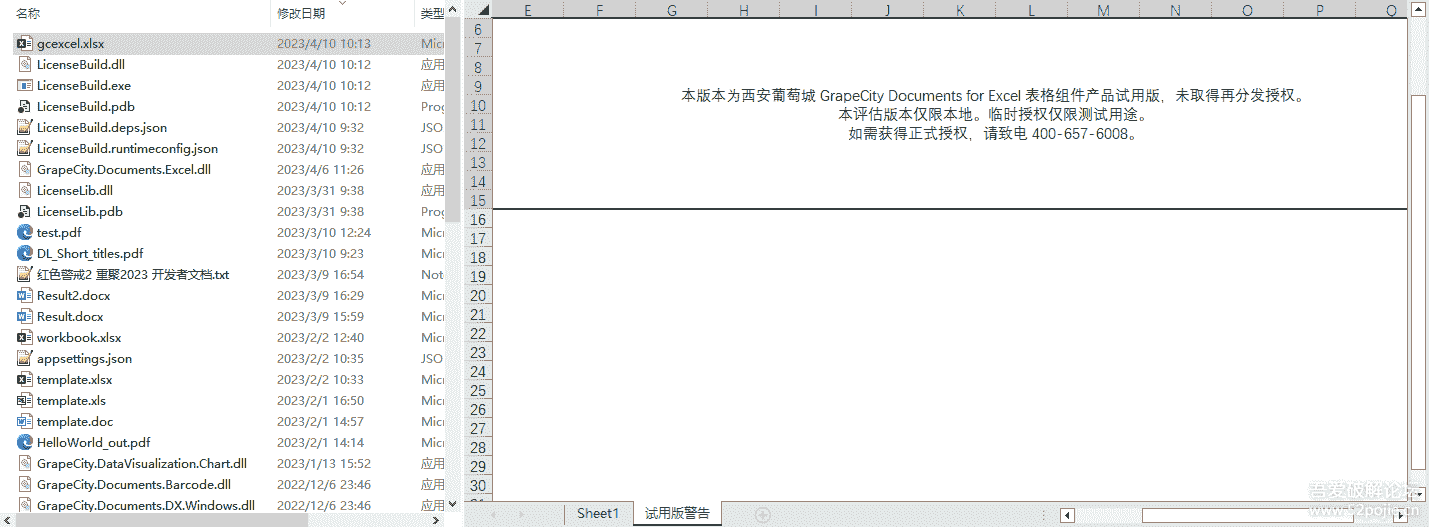 名称 修改日期 类型
gcexcel.xlsx 2023/4/10 10:13 Micr
LicenseBuild.dll 2023/4/10 10:12 应用
LicenseBuild.exe 2023/4/10 10:12 应用
LicenseBuild.pdb 2023/4/10 10:12 Prog
LicenseBuild.deps.json 2023/4/10 9:32 JSO
LicenseBuild.runtimeconfig.json 2023/4/10 9:32 JSO
GrapeCity.Documents.Excel.dll 2023/4/6 11:26 应用
LicenseLib.dll 2023/3/31 9:38 应用
LicenseLib.pdb 2023/3/31 9:38 Prog
test.pdf 2023/3/10 12:24 Micr
DL_Short_titles.pdf 2023/3/10 9:23 Micr
红色警戒2 重聚2023 开发者文档.txt 2023/3/9 16:54 Not
Result2.docx 2023/3/9 16:29 Micr
Result.docx 2023/3/9 15:59 Micr
workbook.xlsx 2023/2/2 12:40 Micr
appsettings.json 2023/2/2 10:35 JSO
template.xlsx 2023/2/2 10:33 Micr
template.xls 2023/2/1 16:50 Micr
template.doc 2023/2/1 14:57 Micr
HelloWorld_out.pdf 2023/2/1 14:14 Micr
GrapeCity.DataVisualization.Chart.dll 2023/1/13 15:52 应用
GrapeCity.Documents.Barcode.dll 2022/12/6 23:46 应用
GrapeCity.Documents.DX.Windows.dll 2022/12/6 23:46 应用
E F G H I J K L M N O P Q
6
7
8
9
10
11
12
13
14
15
16
17
18
19
20
21
22
23
24
25
26
27
28
29
30
本版本为西安葡萄城 GrapeCity Documents for Excel 表格组件产品试用版，未取得再分发授权。
本评估版本仅限本地。临时授权仅限测试用途。
如需获得正式授权，请致电 400-657-6008。
Sheet1 试用版警告
吾爱破解论坛
www.52pojie.cn